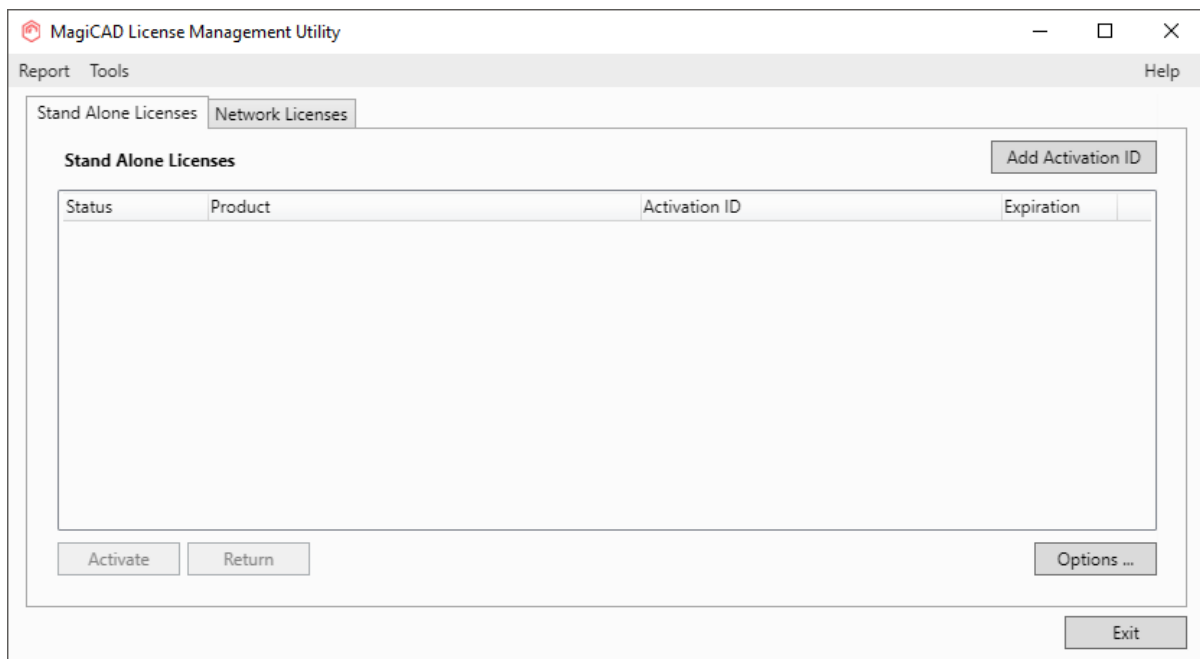 MagiCAD License Management Utility
Report Tools Help
Stand Alone Licenses Network Licenses
Stand Alone Licenses Add Activation ID
Status Product Activation ID Expiration
Activate Return Options ...
Exit